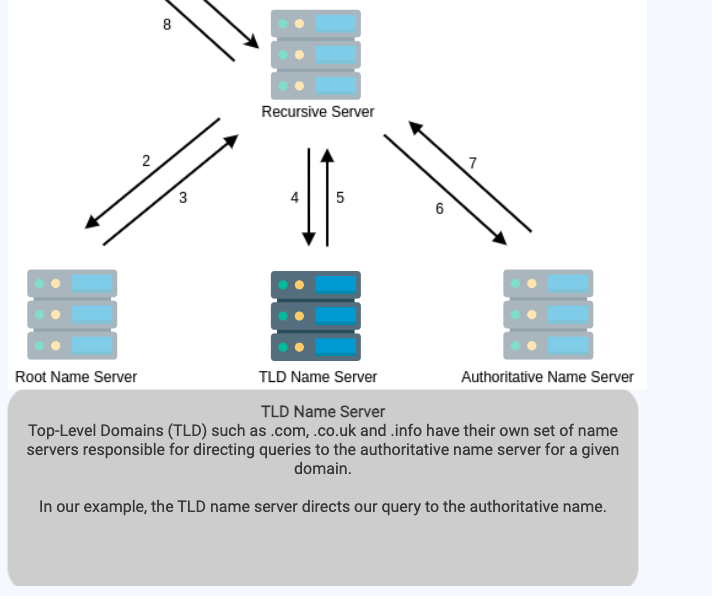 8
Recursive Server
2
3
4
5
7
6
Root Name Server
TLD Name Server
Authoritative Name Server
TLD Name Server
Top-Level Domains (TLD) such as .com, .co.uk and .info have their own set of name
servers responsible for directing queries to the authoritative name server for a given
domain.
In our example, the TLD name server directs our query to the authoritative name.